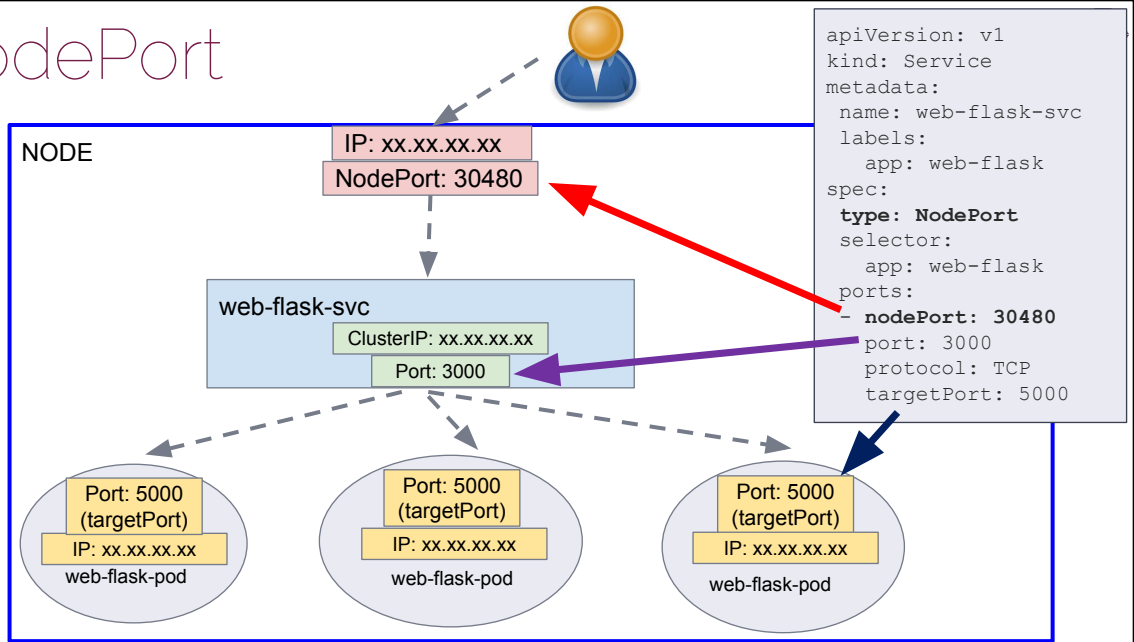 odePort
NODE
IP: xx.xx.xx.xx
NodePort: 30480
web-flask-svc
ClusterIP: xx.xx.xx.xx
Port: 3000
Port: 5000
(targetPort)
IP: xx.xx.xx.xx
web-flask-pod
Port: 5000
(targetPort)
IP: xx.xx.xx.xx
web-flask-pod
Port: 5000
(targetPort)
IP: xx.xx.xx.xx
web-flask-pod
apiVersion: v1
kind: Service
metadata:
 name: web-flask-svc
 labels:
   app: web-flask
spec:
 type: NodePort
 selector:
   app: web-flask
 ports:
 - nodePort: 30480
   port: 3000
   protocol: TCP
   targetPort: 5000